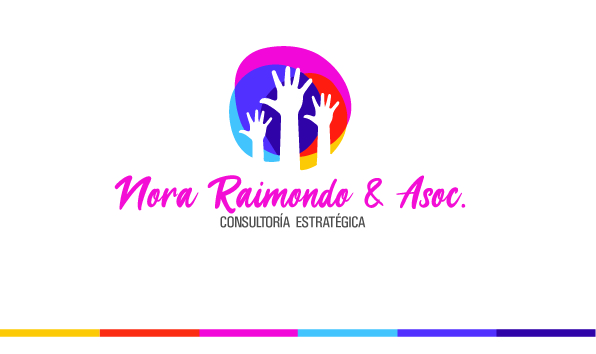 Nora Raimondo & Asoc.
CONSULTORÍA ESTRATÉGICA